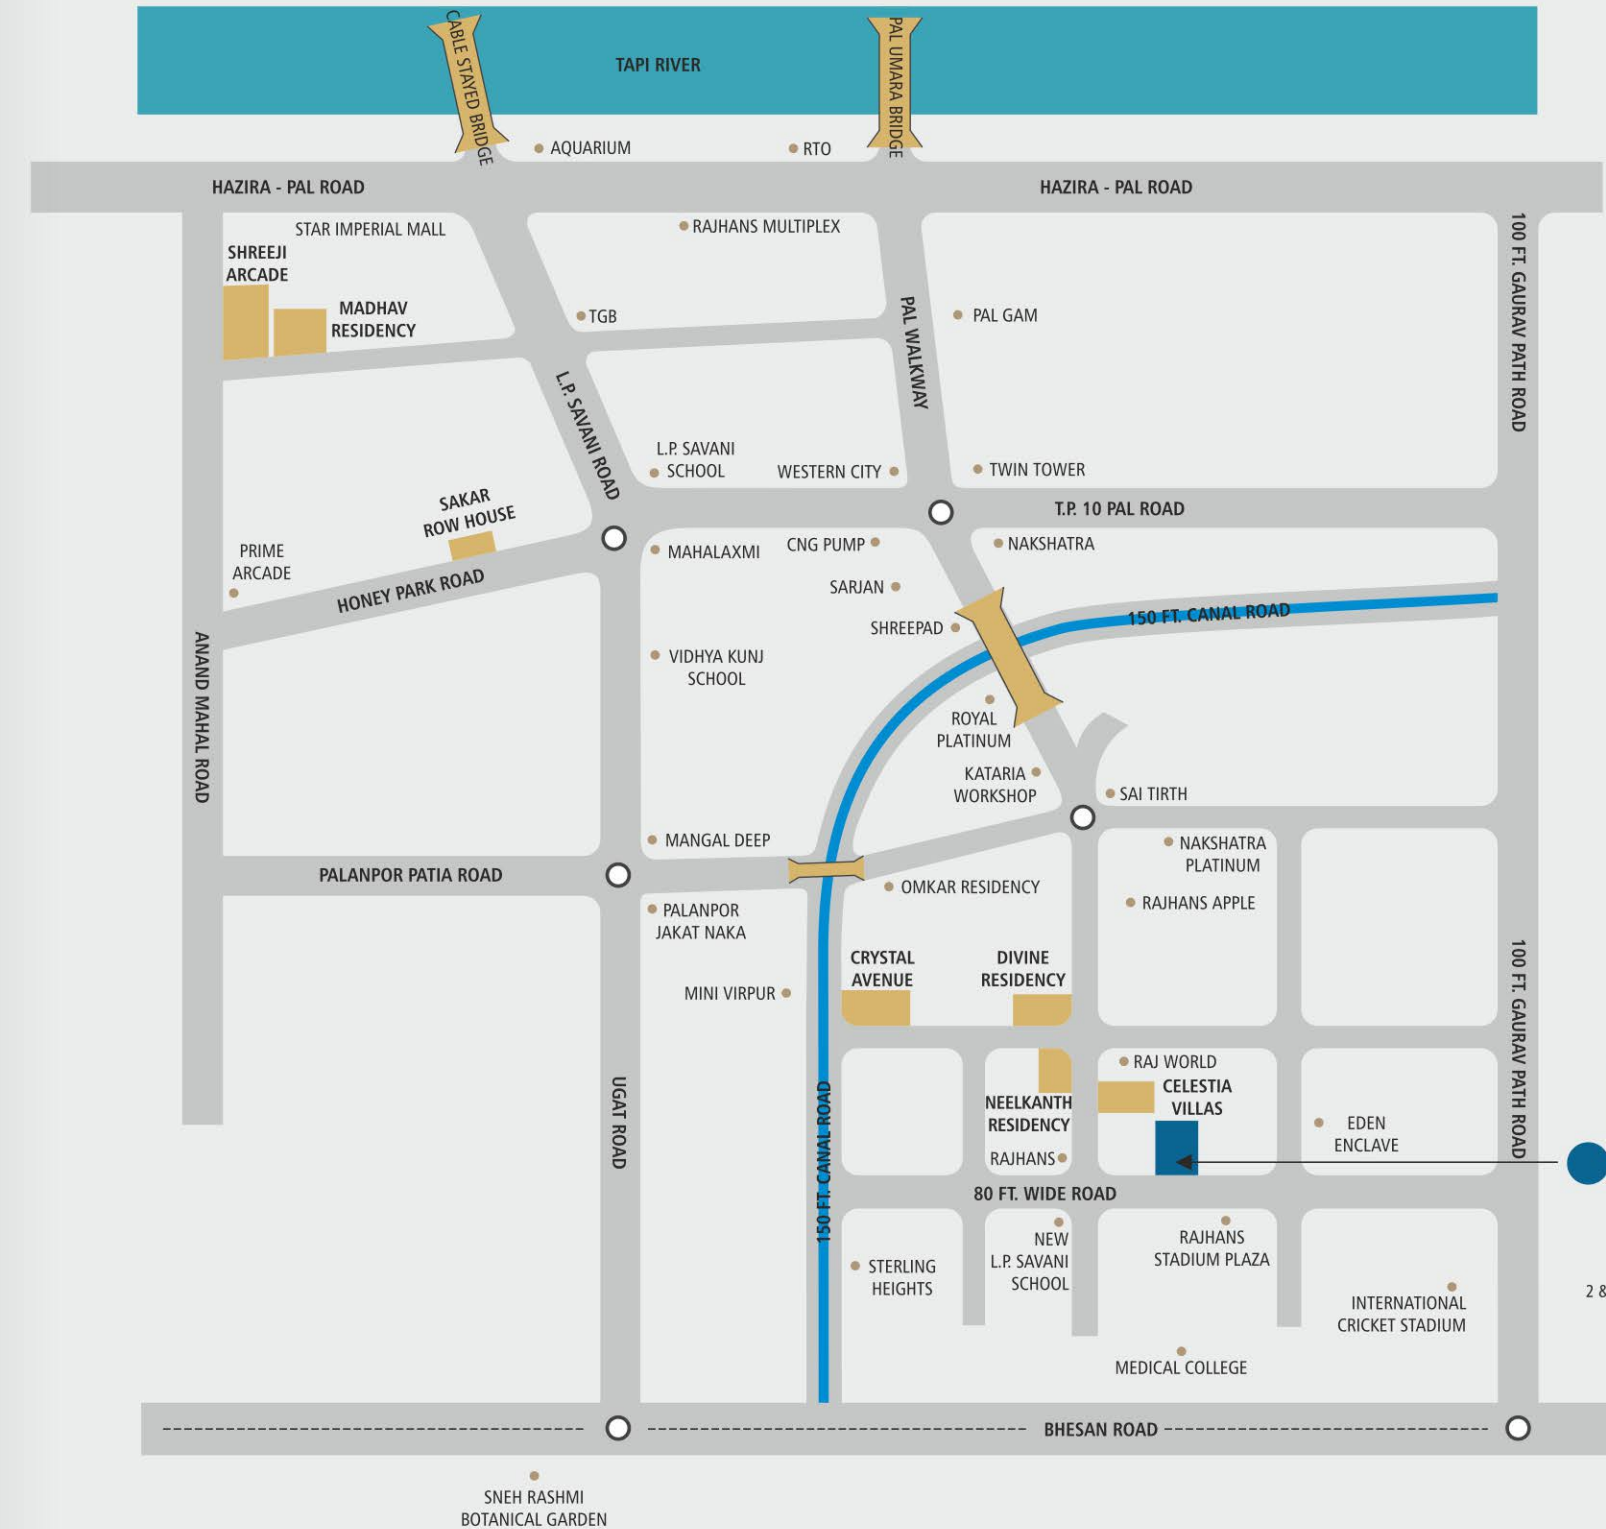 CABLE STAYED BRIDGE
TAPI RIVER
PAL UMARA BRIDGE
AQUARIUM
RTO
HAZIRA - PAL ROAD
HAZIRA - PAL ROAD
STAR IMPERIAL MALL
RAJHANS MULTIPLEX
100 FT. GAURAV PATH ROAD
SHREEJI
ARCADE
MADHAV
RESIDENCY
TGB
PAL WALKWAY
PAL GAM
L.P. SAVANI ROAD
L.P. SAVANI
SCHOOL
WESTERN CITY
TWIN TOWER
SAKAR
ROW HOUSE
T.P. 10 PAL ROAD
PRIME
ARCADE
MAHALAXMI
CNG PUMP
NAKSHATRA
HONEY PARK ROAD
SARJAN
150 FT. CANAL ROAD
SHREEPAD
ANAND MAHAL ROAD
VIDHYA KUNJ
SCHOOL
ROYAL
PLATINUM
KATARIA
WORKSHOP
SAI TIRTH
MANGAL DEEP
NAKSHATRA
PLATINUM
PALANPOR PATIA ROAD
OMKAR RESIDENCY
RAJHANS APPLE
PALANPOR
JAKAT NAKA
CRYSTAL
AVENUE
DIVINE
RESIDENCY
MINI VIRPUR
100 FT. GAURAV PATH ROAD
RAJ WORLD
UGAT ROAD
150 FT. CANAL ROAD
NEELKANTH
RESIDENCY
CELESTIA
VILLAS
EDEN
ENCLAVE
RAJHANS
80 FT. WIDE ROAD
NEW
L.P. SAVANI
SCHOOL
RAJHANS
STADIUM PLAZA
STERLING
HEIGHTS
2 &
INTERNATIONAL
CRICKET STADIUM
MEDICAL COLLEGE
BHESAN ROAD
SNEH RASHMI
BOTANICAL GARDEN